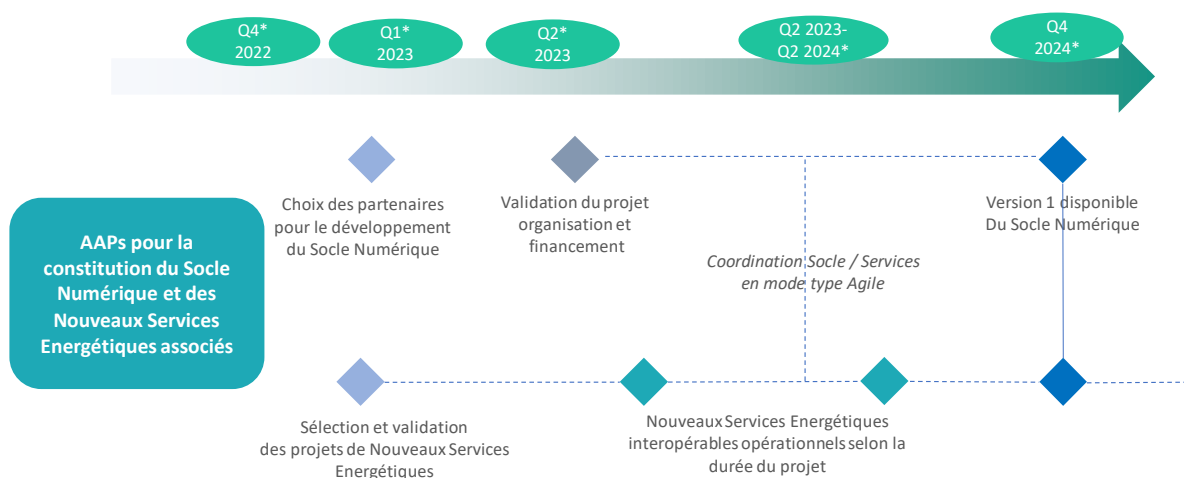 Q4*
2022
Q1*
2023
Q2*
2023
Q2 2023-
Q2 2024*
Q4
2024*
AAPs pour la
constitution du Socle
Numérique et des
Nouveaux Services
Energétiques associés
Choix des partenaires
pour le développement
du Socle Numérique
Validation du projet
organisation et
financement
Version 1 disponible
Du Socle Numérique
Coordination Socle / Services
en mode type Agile
Sélection et validation
des projets de Nouveaux Services
Energétiques
Nouveaux Services Energétiques
interopérables opérationnels selon la
durée du projet